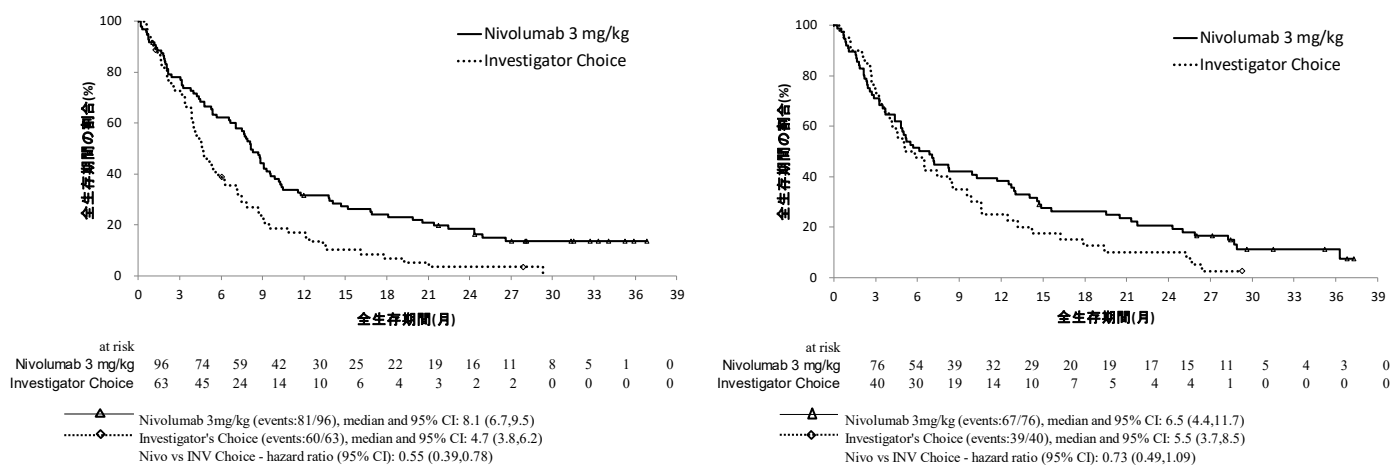 100
80
60
40
20
0
全生存期間の割合(%)
Nivolumab 3 mg/kg
Investigator Choice
0 3 6 9 12 15 18 21 24 27 30 33 36 39
全生存期間(月)
at risk
Nivolumab 3 mg/kg 96 74 59 42 30 25 22 19 16 11 8 5 1 0
Investigator Choice 63 45 24 14 10 6 4 3 2 2 0 0 0 0
Nivolumab 3mg/kg (events:81/96), median and 95% CI: 8.1 (6.7,9.5)
Investigator's Choice (events:60/63), median and 95% CI: 4.7 (3.8,6.2)
Nivo vs INV Choice - hazard ratio (95% CI): 0.55 (0.39,0.78)
100
80
60
40
20
0
全生存期間の割合(%)
Nivolumab 3 mg/kg
Investigator Choice
0 3 6 9 12 15 18 21 24 27 30 33 36 39
全生存期間(月)
at risk
Nivolumab 3 mg/kg 76 54 39 32 29 20 19 17 15 11 5 4 3 0
Investigator Choice 40 30 19 14 10 7 5 4 4 1 0 0 0 0
Nivolumab 3mg/kg (events:67/76), median and 95% CI: 6.5 (4.4,11.7)
Investigator's Choice (events:39/40), median and 95% CI: 5.5 (3.7,8.5)
Nivo vs INV Choice - hazard ratio (95% CI): 0.73 (0.49,1.09)